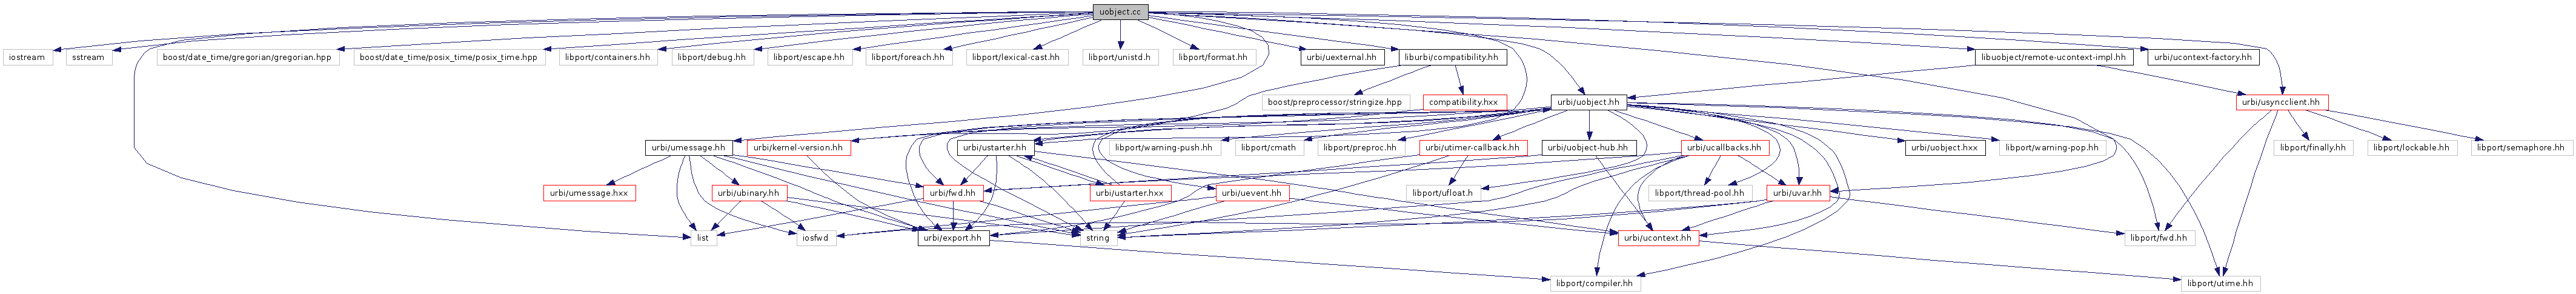 uobject.cc
iostream
sstream
boost/date_time/gregorian/gregorian.hpp
boost/date_time/posix_time/posix_time.hpp
libport/containers.hh
libport/debug.hh
libport/escape.hh
libport/foreach.hh
libport/lexical-cast.hh
libport/unistd.h
libport/format.hh
urbi/uexternal.hh
liburbi/compatibility.hh
libuobject/remote-ucontext-impl.hh
urbi/ucontext-factory.hh
boost/preprocessor/stringize.hpp
compatibility.hxx
urbi/uobject.hh
urbi/usyncclient.hh
urbi/umessage.hh
urbi/kernel-version.hh
urbi/ustarter.hh
libport/warning-push.hh
libport/cmath
libport/preproc.hh
urbi/utimer-callback.hh
urbi/uobject-hub.hh
urbi/ucallbacks.hh
urbi/uobject.hxx
libport/warning-pop.hh
libport/finally.hh
libport/lockable.hh
libport/semaphore.hh
urbi/umessage.hxx
urbi/ubinary.hh
urbi/fwd.hh
urbi/ustarter.hxx
urbi/uevent.hh
libport/ufloat.h
libport/thread-pool.hh
urbi/uvar.hh
list
iosfwd
urbi/export.hh
string
urbi/ucontext.hh
libport/fwd.hh
libport/compiler.hh
libport/utime.hh